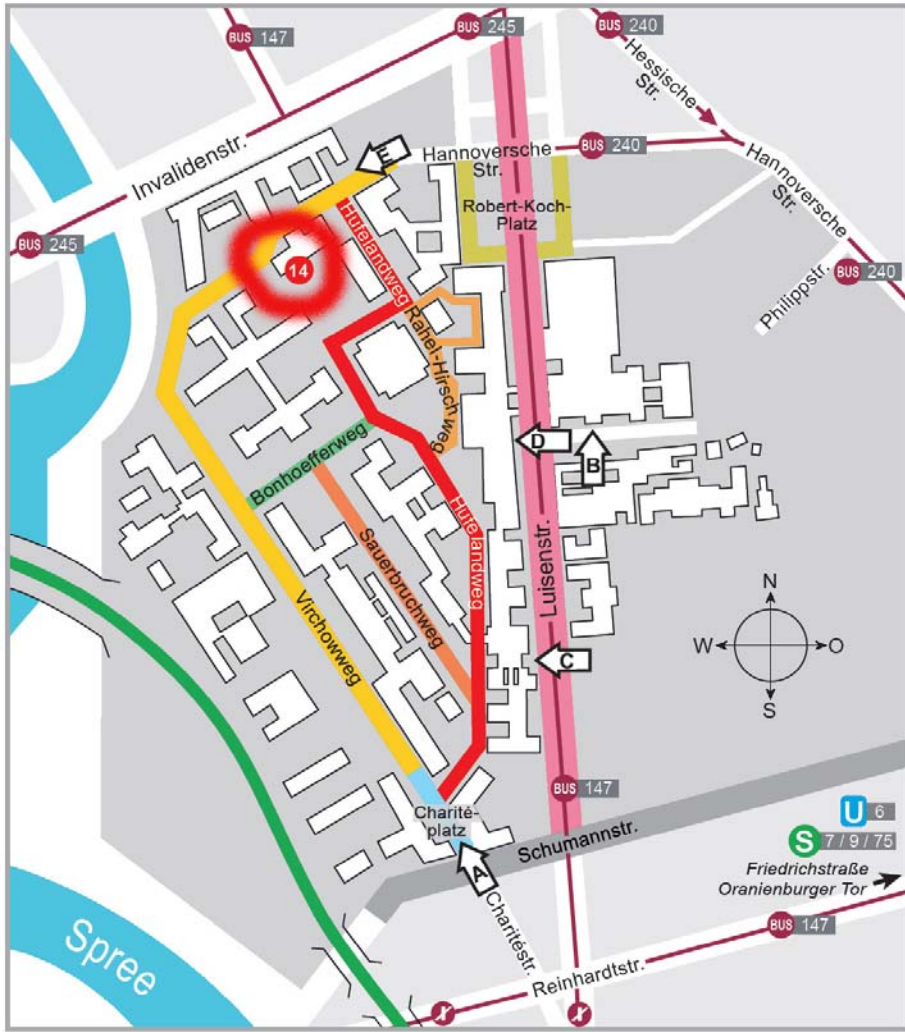 BUS 147
BUS 245
BUS 240
Hessische
Str.
Invalidenstr.
E
Hannoversche
Str.
BUS 240
Hannoversche
Str.
Robert-Koch-
Platz
BUS 245
14
Hufelandweg
BUS 240
Philippstr.
Rahel-Hirsch
weg
D
B
Bonhoefferweg
Sauerbruchweg
Hufelandweg
Luisenstr.
Virchowweg
N
W
O
S
C
BUS 147
Charité-
platz
Schumannstr.
U 6
S 7 / 9 / 75
Friedrichstraße
Oranienburger Tor
A
Charitéstr.
BUS 147
Spree
Reinhardtstr.